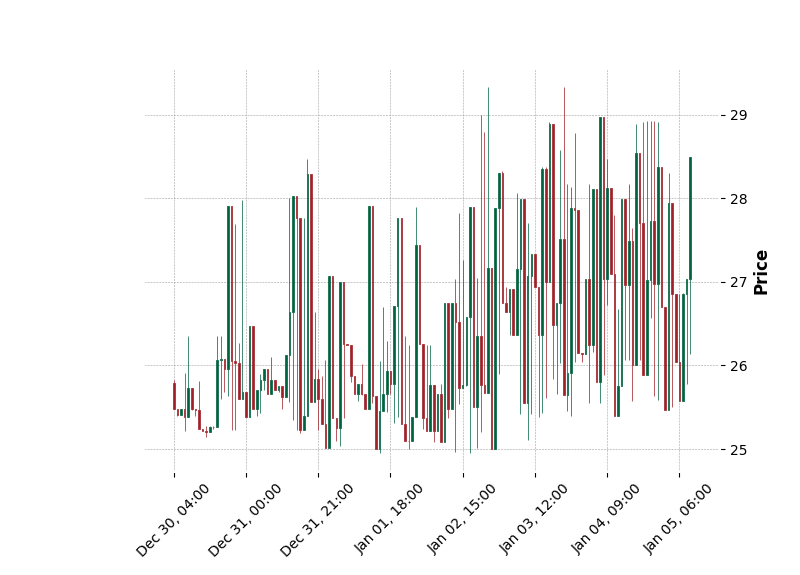 29
28
27
26
25
Price
Dec 30, 04:00
Dec 31, 00:00
Dec 31, 21:00
Jan 01, 18:00
Jan 02, 15:00
Jan 03, 12:00
Jan 04, 09:00
Jan 05, 06:00